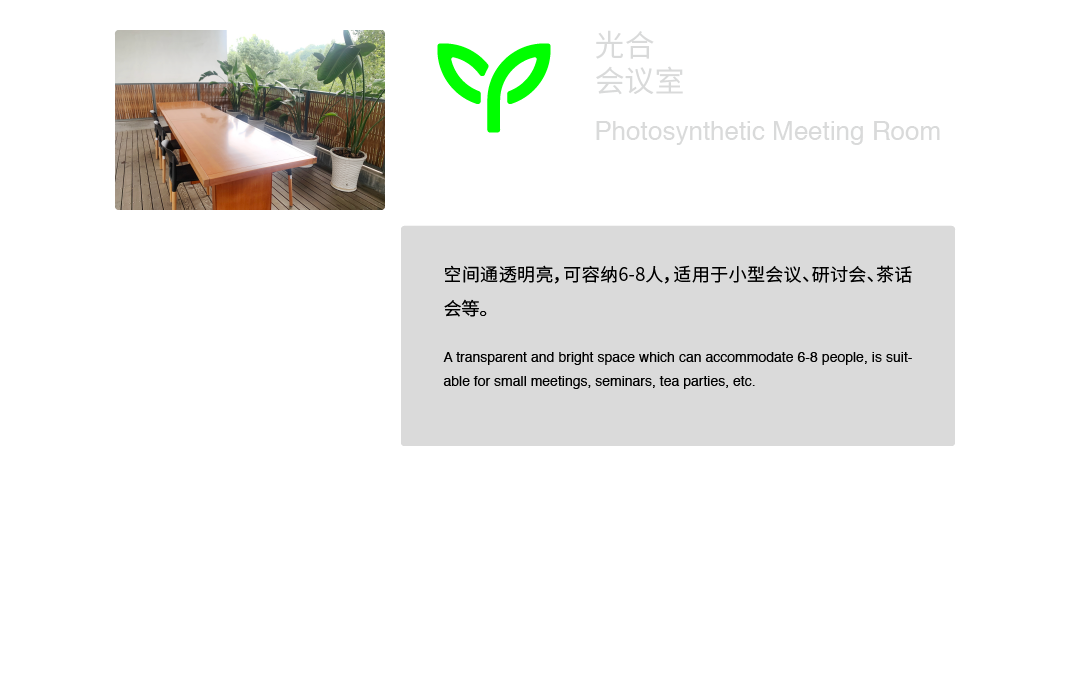 光合
会议室
Photosynthetic Meeting Room
空间通透明亮，可容纳6-8人，适用于小型会议、研讨会、茶话
会等。
A transparent and bright space which can accommodate 6-8 people, is suit-
able for small meetings, seminars, tea parties, etc.